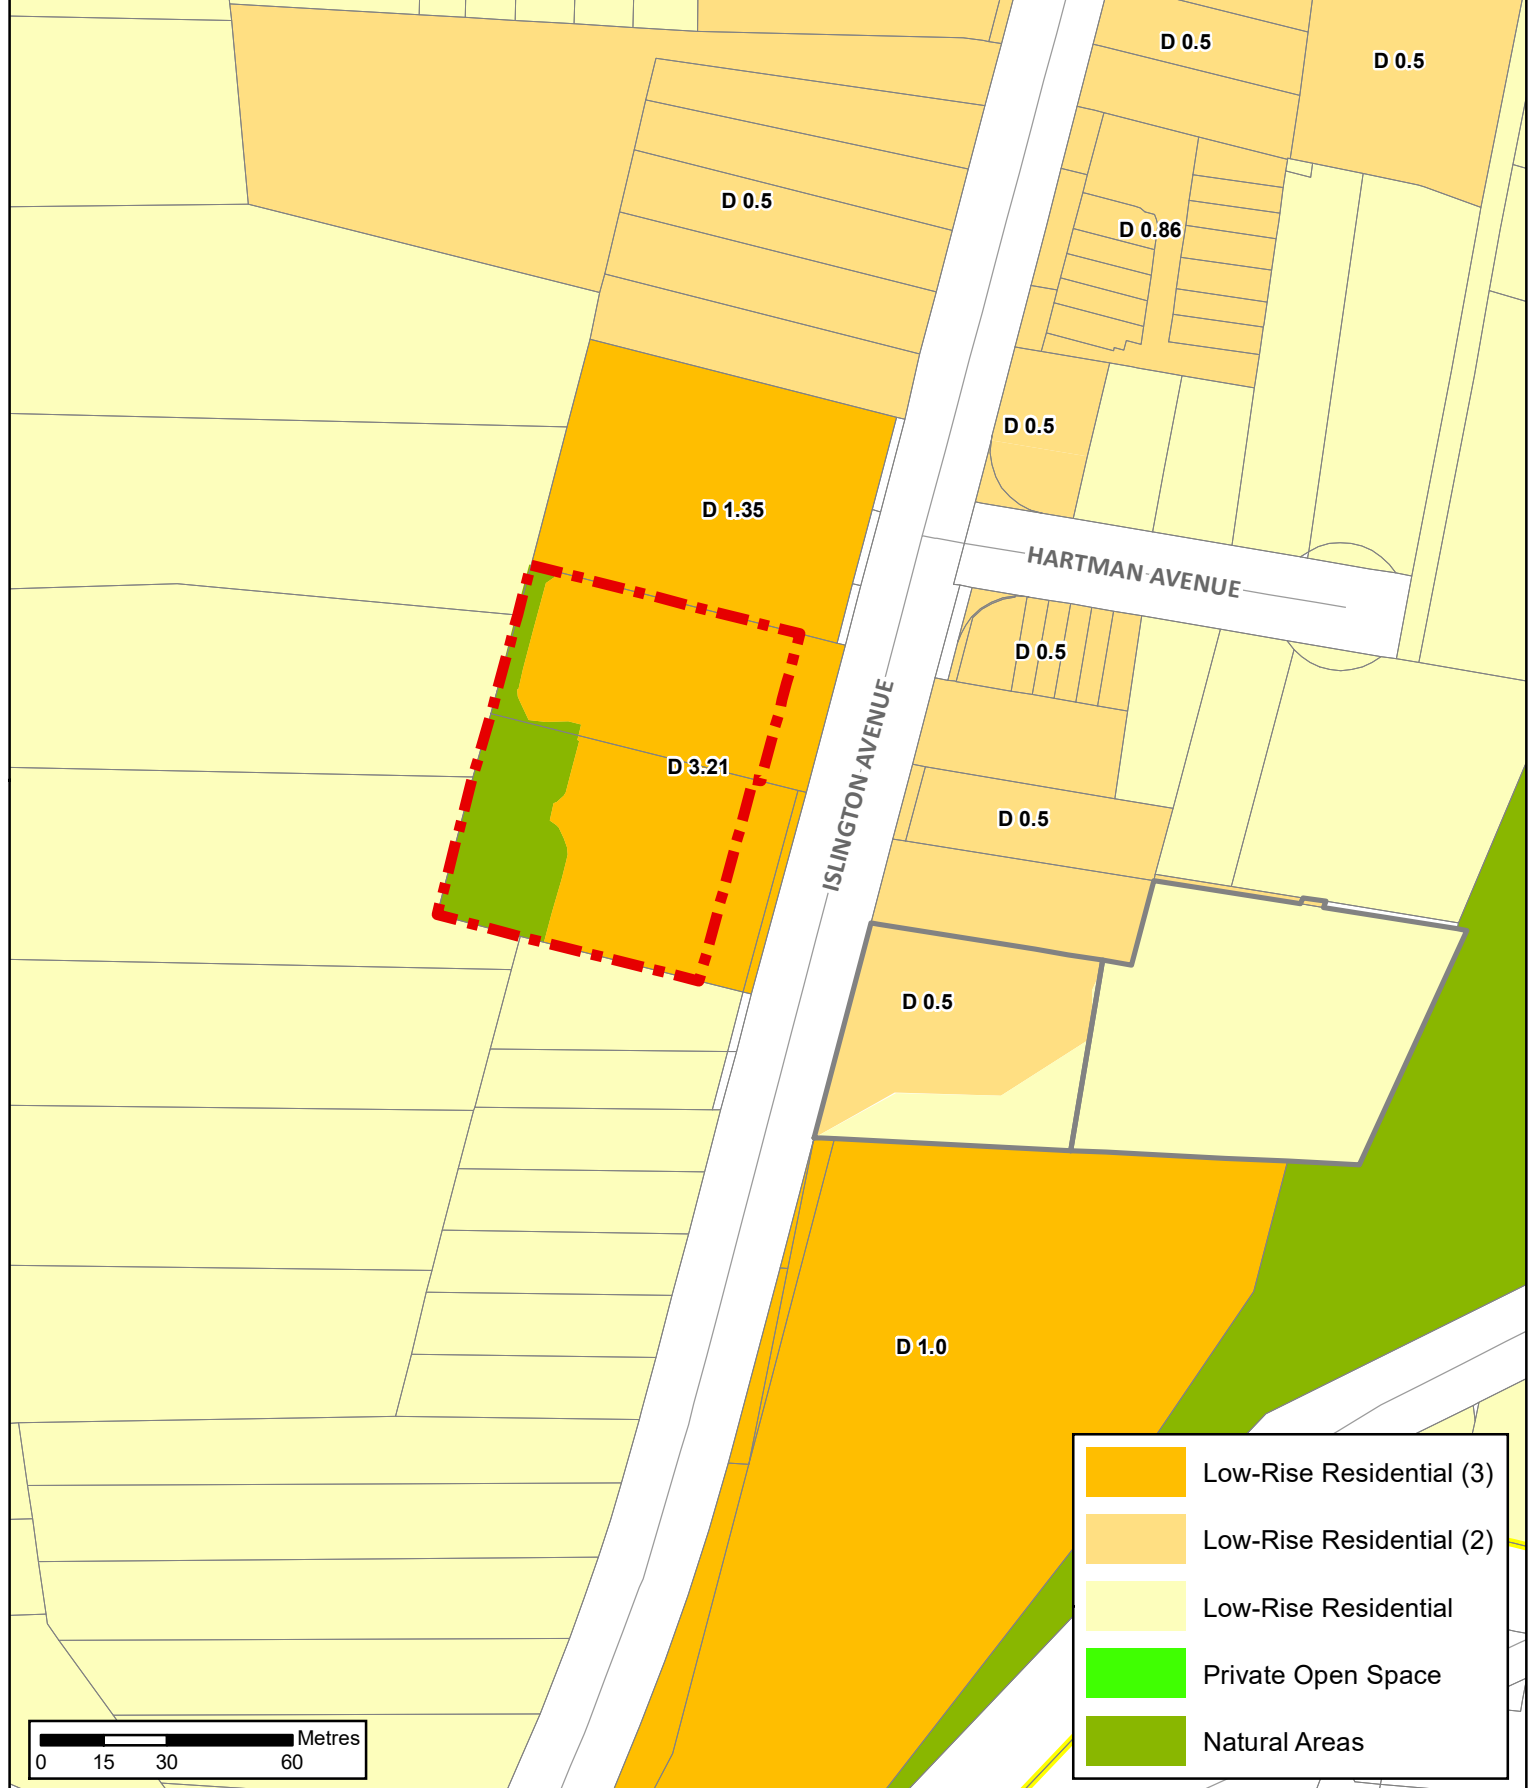 D 0.5
D 0.5
D 0.5
D 0.86
D 0.5
D 1.35
HARTMAN AVENUE
D 0.5
ISLINGTON AVENUE
D 3.21
D 0.5
D 0.5
D 1.0
Low-Rise Residential (3)
Low-Rise Residential (2)
Low-Rise Residential
Private Open Space
Natural Areas
Metres
0 15 30 60